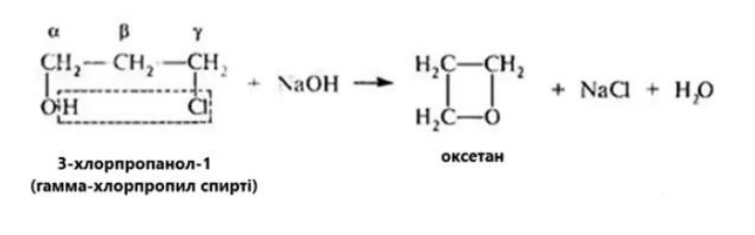 α β γ
CH₂—CH₂—CH₂ + NaOH → H₂C—CH₂ + NaCl + H₂O
OH Cl H₂C—O
3-хлорпропанол-1 оксетан
(гамма-хлорпропил спирті)